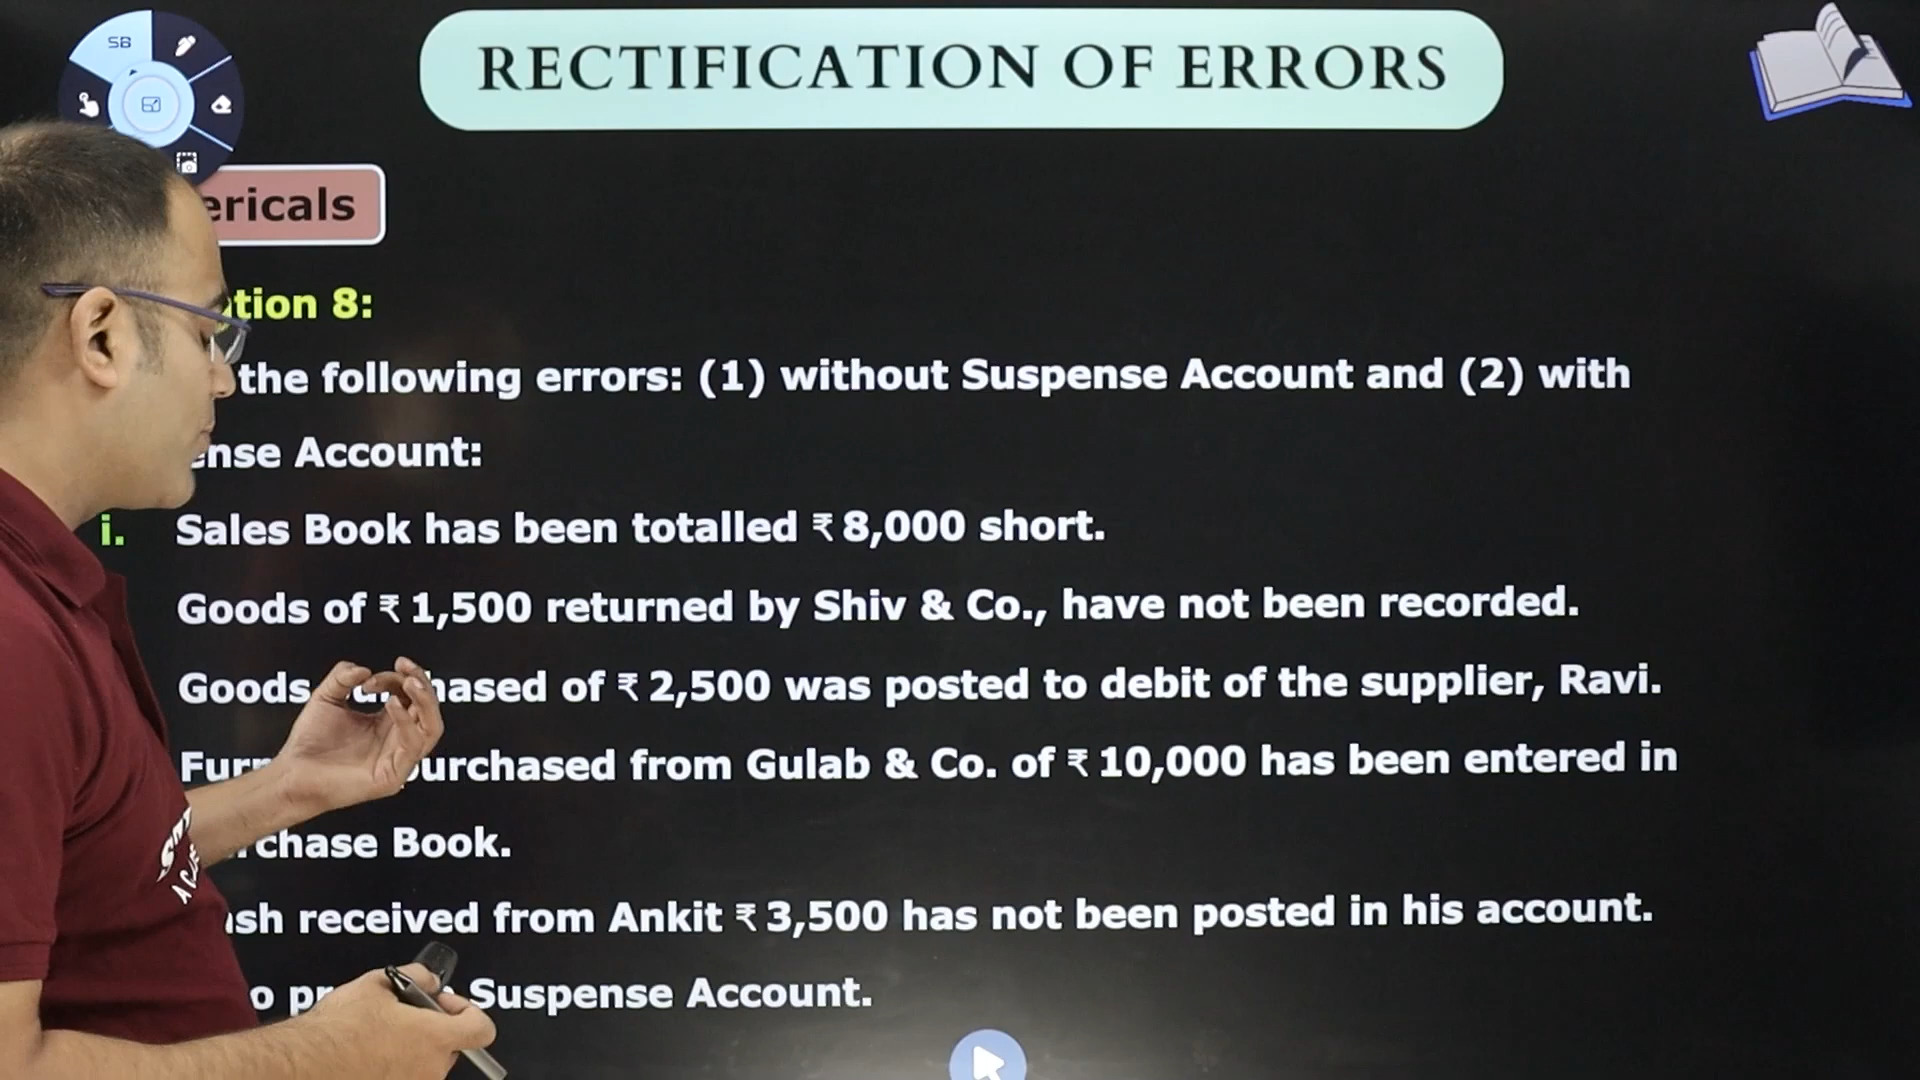 SB
RECTIFICATION OF ERRORS
ericals
tion 8:
the following errors: (1) without Suspense Account and (2) with
ense Account:
i. Sales Book has been totalled ₹ 8,000 short.
Goods of ₹ 1,500 returned by Shiv & Co., have not been recorded.
Goods of ₹ 2,500 was posted to debit of the supplier, Ravi.
purchased from Gulab & Co. of ₹ 10,000 has been entered in
chase Book.
received from Ankit ₹ 3,500 has not been posted in his account.
Suspense Account.